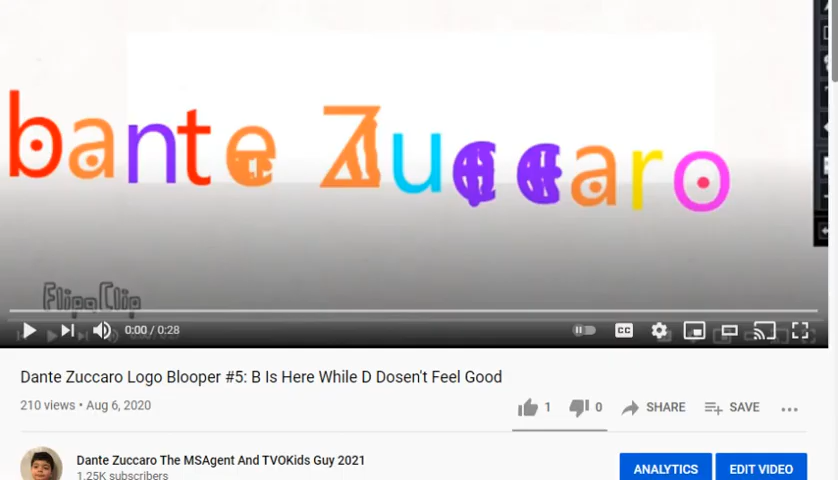 bante Zuccaro
FlipaClip
0:00 / 0:28
CC
Dante Zuccaro Logo Blooper #5: B Is Here While D Dosen't Feel Good
210 views • Aug 6, 2020
1
0
SHARE
SAVE
Dante Zuccaro The MSAgent And TVOKids Guy 2021
1.25K subscribers
ANALYTICS
EDIT VIDEO